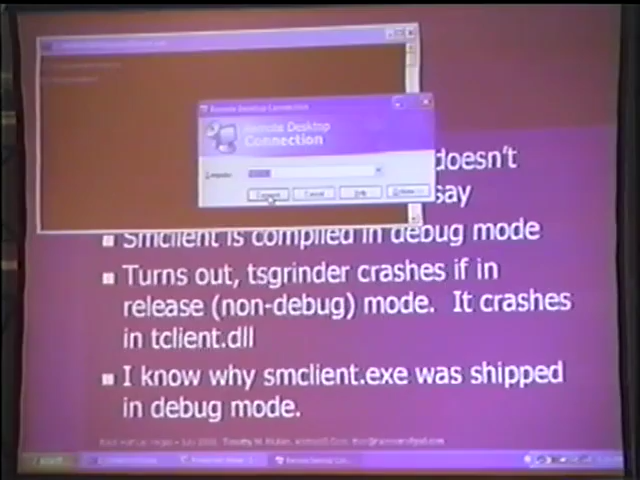 Remote Desktop Connection
Remote Desktop
Connection
doesn't
say
Smclient is compiled in debug mode
Turns out, tsgrinder crashes if in
release (non-debug) mode. It crashes
in tclient.dll
I know why smclient.exe was shipped
in debug mode.